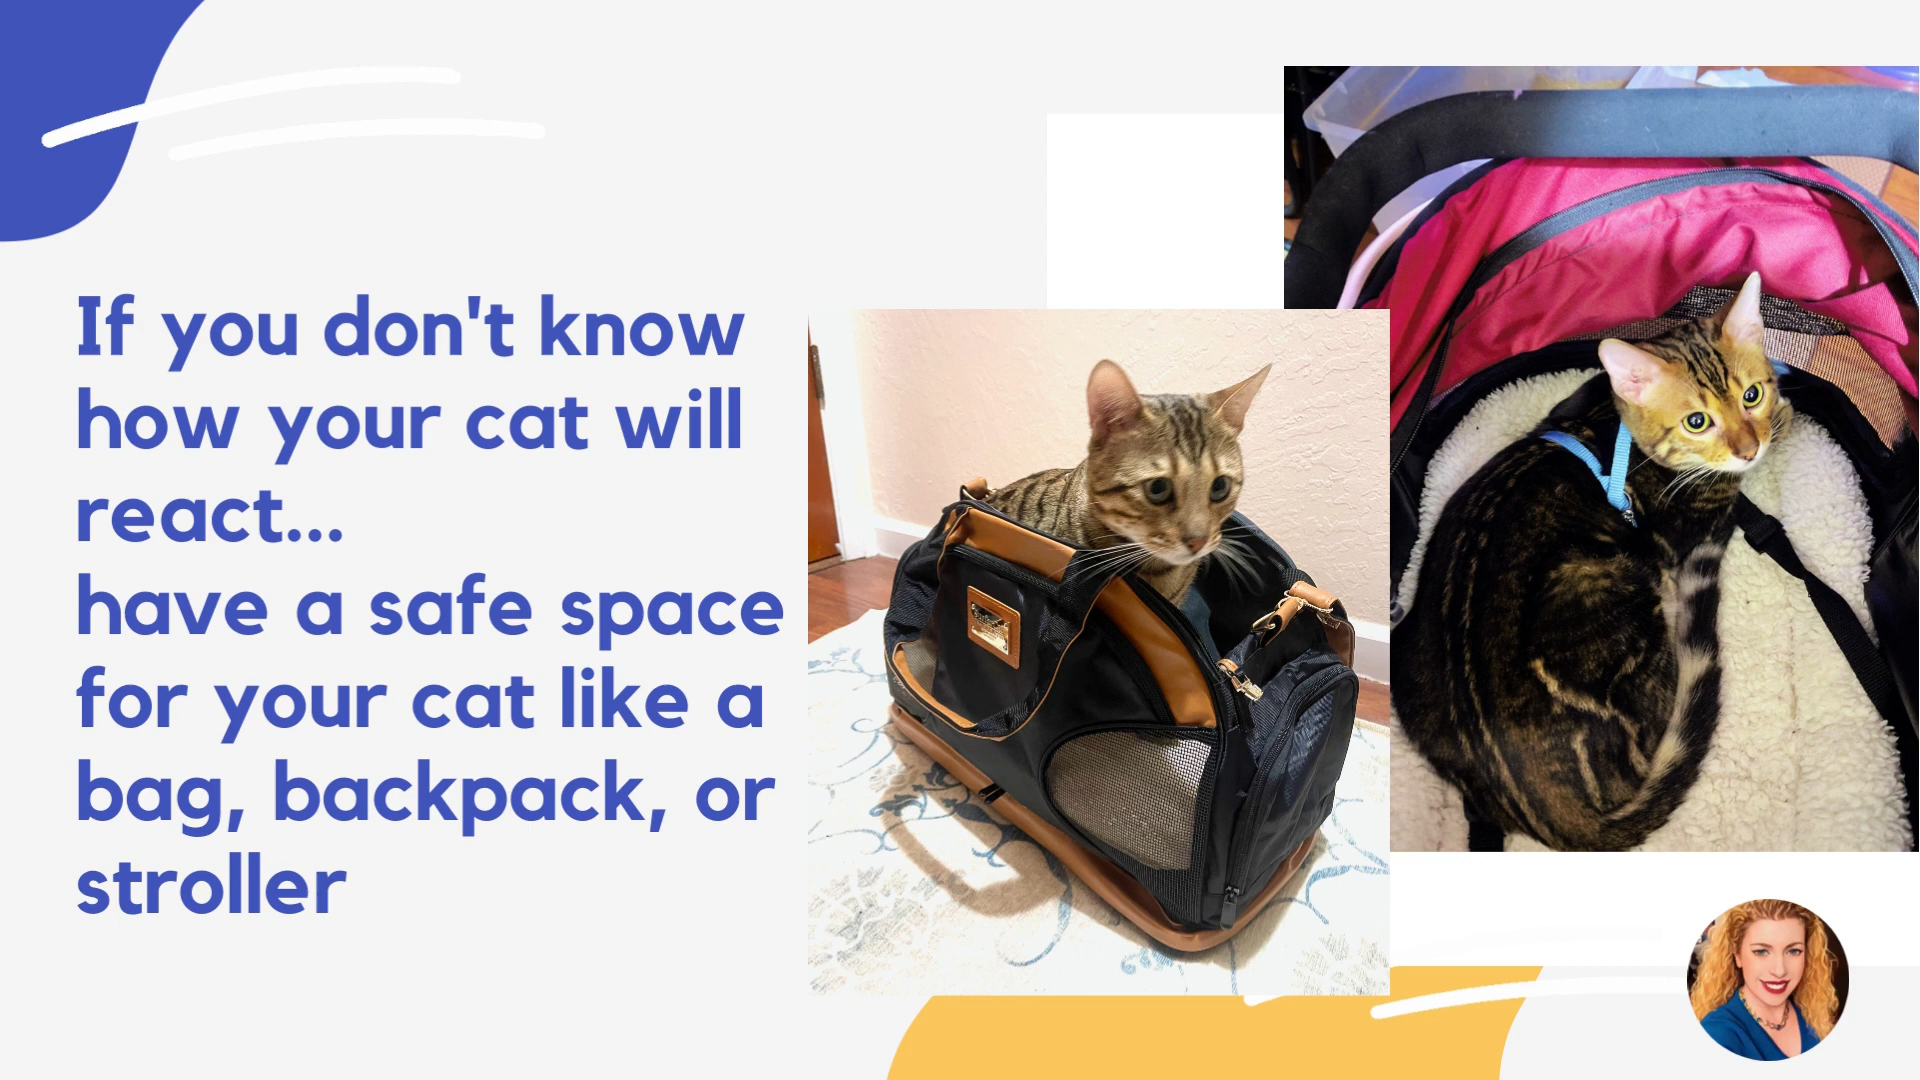 If you don't know
how your cat will
react...
have a safe space
for your cat like a
bag, backpack, or
stroller